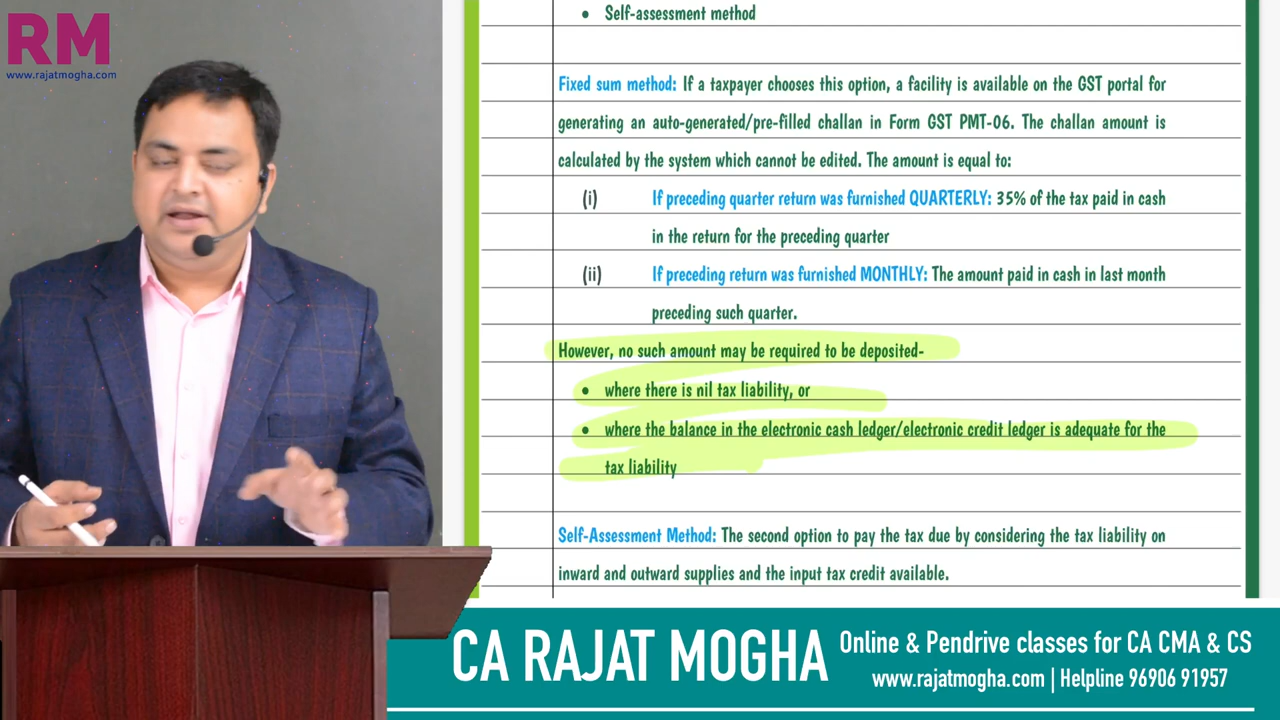 RM
www.rajatmogha.com
• Self-assessment method
Fixed sum method: If a taxpayer chooses this option, a facility is available on the GST portal for
generating an auto-generated/pre-filled challan in Form GST PMT-06. The challan amount is
calculated by the system which cannot be edited. The amount is equal to:
(i) If preceding quarter return was furnished QUARTERLY: 35% of the tax paid in cash
in the return for the preceding quarter
(ii) If preceding return was furnished MONTHLY: The amount paid in cash in last month
preceding such quarter.
However, no such amount may be required to be deposited-
• where there is nil tax liability, or
• where the balance in the electronic cash ledger/electronic credit ledger is adequate for the
tax liability
Self-Assessment Method: The second option to pay the tax due by considering the tax liability on
inward and outward supplies and the input tax credit available.
CA RAJAT MOGHA
Online & Pendrive classes for CA CMA & CS
www.rajatmogha.com | Helpline 96906 91957